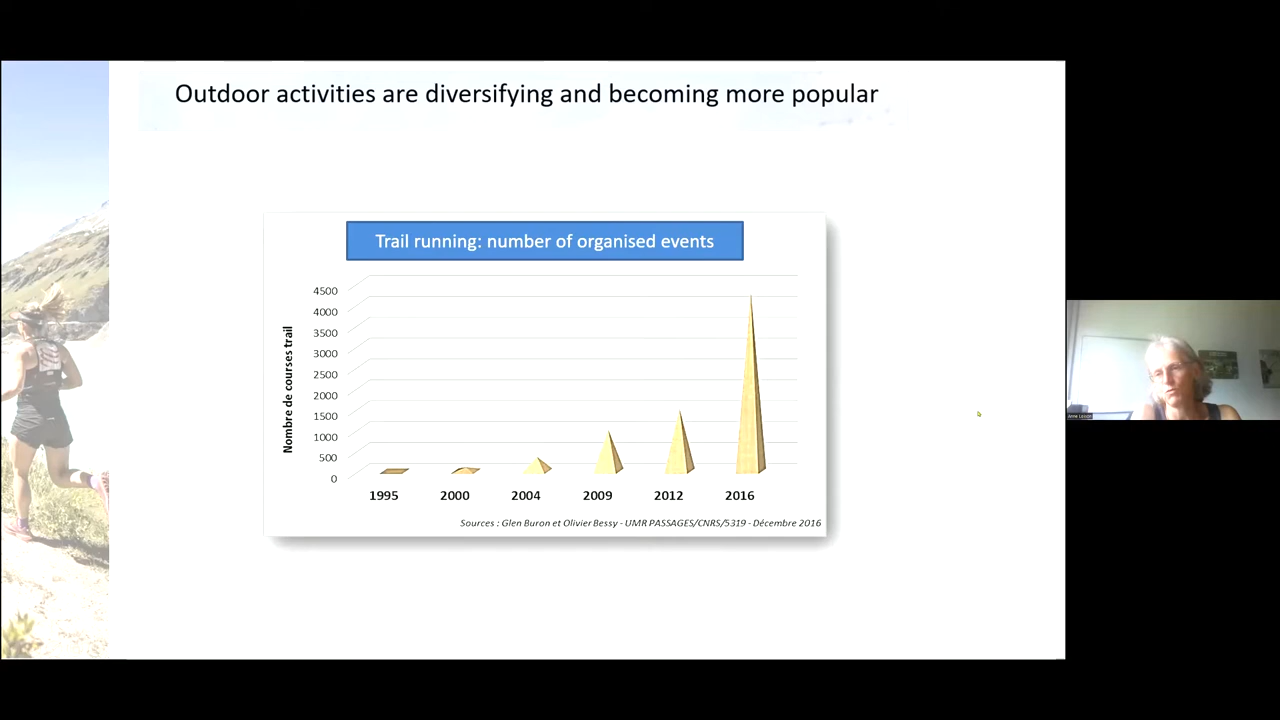 Outdoor activities are diversifying and becoming more popular
Trail running: number of organised events
Nombre de courses trail
4500
4000
3500
3000
2500
2000
1500
1000
500
0
1995 2000 2004 2009 2012 2016
Sources : Glen Buron et Olivier Bessy - UMR PASSAGES/CNRS/5319 - Décembre 2016